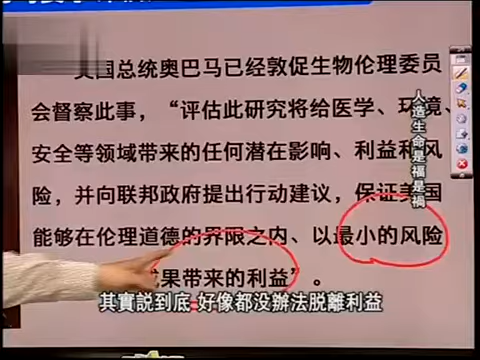 国总统奥巴马已经敦促生物伦理委员
会督察此事，“评估此研究将给医学、环境、
安全等领域带来的任何潜在影响、利益和风
险，并向联邦政府提出行动建议，保证美国
能够在伦理道德的界限之内、以最小的风险
果带来的利益”。
人造生命是福是禍
其實説到底 好像都没辦法脱離利益